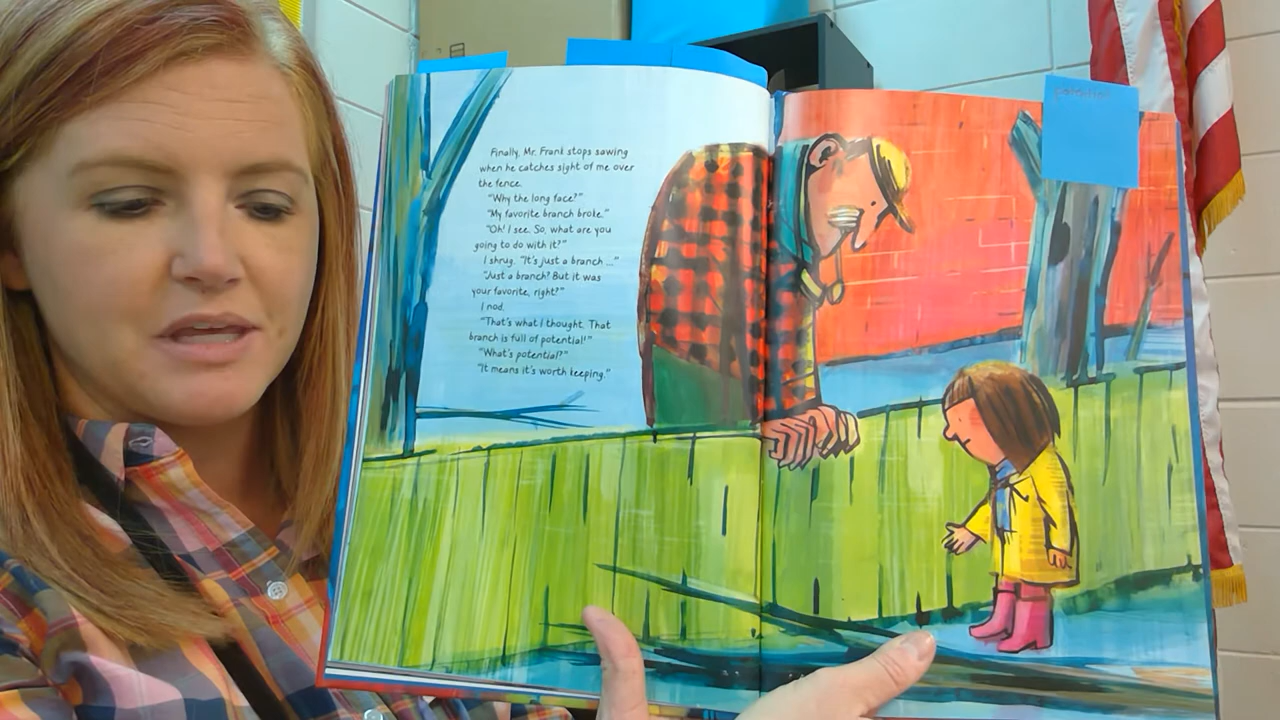 Finally, Mr. Frank stops sawing
when he catches sight of me over
the fence.
"Why the long face?"
"My favorite branch broke."
"Oh! I see. So, what are you
going to do with it?"
I shrug. "It's just a branch ..."
"Just a branch? But it was
your favorite, right?"
I nod.
"That's what I thought. That
branch is full of potential!"
"What's potential?"
"It means it's worth keeping."
potential